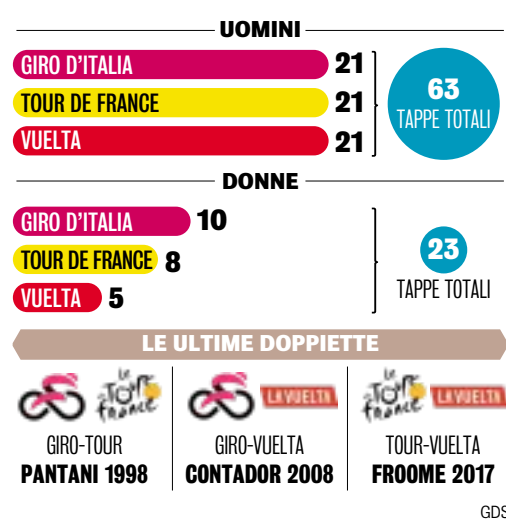 UOMINI
GIRO D'ITALIA 21
TOUR DE FRANCE 21
VUELTA 21
63
TAPPE TOTALI
DONNE
GIRO D'ITALIA 10
TOUR DE FRANCE 8
VUELTA 5
23
TAPPE TOTALI
LE ULTIME DOPPIETTE
le Tour de france
LA VUELTA
le Tour de france
LA VUELTA
GIRO-TOUR
PANTANI 1998
GIRO-VUELTA
CONTADOR 2008
TOUR-VUELTA
FROOME 2017
GDS